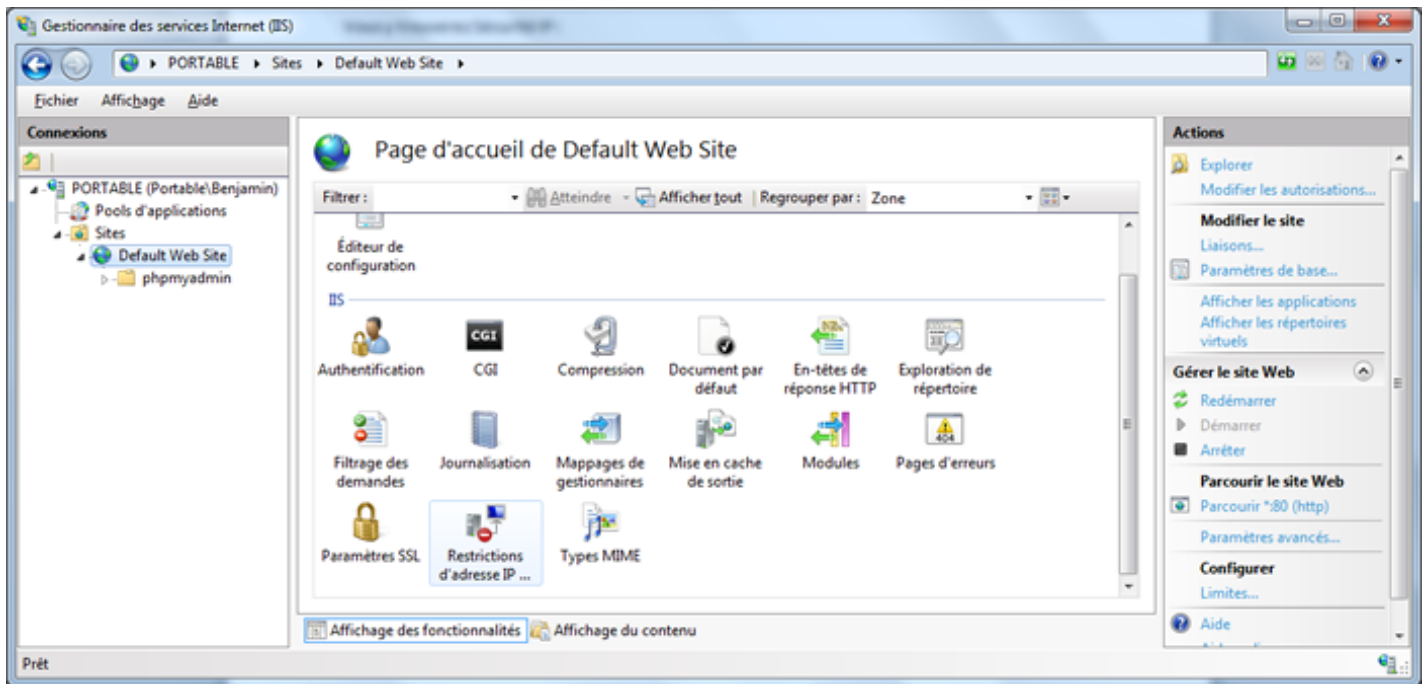 Gestionnaire des services Internet (IIS)
PORTABLE Sites Default Web Site
Fichier Affichage Aide
Connexions
PORTABLE (Portable\Benjamin)
Pools d'applications
Sites
Default Web Site
phpmyadmin
Page d'accueil de Default Web Site
Filtrer : Atteindre Afficher tout Regrouper par : Zone
Éditeur de
configuration
IIS
Authentification CGI Compression Document par
défaut En-têtes de
réponse HTTP Exploration de
répertoire
Filtrage des
demandes Journalisation Mappages de
gestionnaires Mise en cache
de sortie Modules Pages d'erreurs
Paramètres SSL Restrictions
d'adresse IP ... Types MIME
Affichage des fonctionnalités Affichage du contenu
Actions
Explorer
Modifier les autorisations...
Modifier le site
Liaisons...
Paramètres de base...
Afficher les applications
Afficher les répertoires
virtuels
Gérer le site Web
Redémarrer
Démarrer
Arrêter
Parcourir le site Web
Parcourir *:80 (http)
Paramètres avancés...
Configurer
Limites...
Aide
Prêt